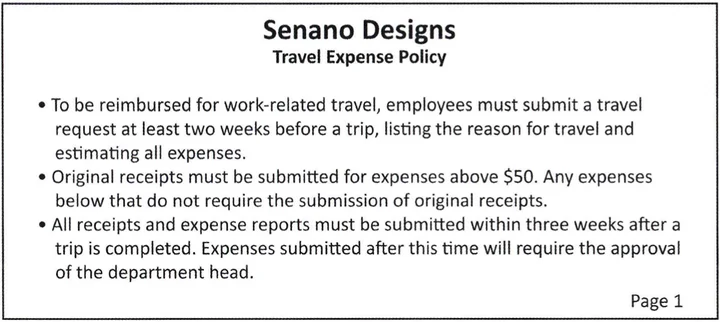 Senano Designs
Travel Expense Policy
• To be reimbursed for work-related travel, employees must submit a travel
request at least two weeks before a trip, listing the reason for travel and
estimating all expenses.
• Original receipts must be submitted for expenses above $50. Any expenses
below that do not require the submission of original receipts.
• All receipts and expense reports must be submitted within three weeks after a
trip is completed. Expenses submitted after this time will require the approval
of the department head.
Page 1